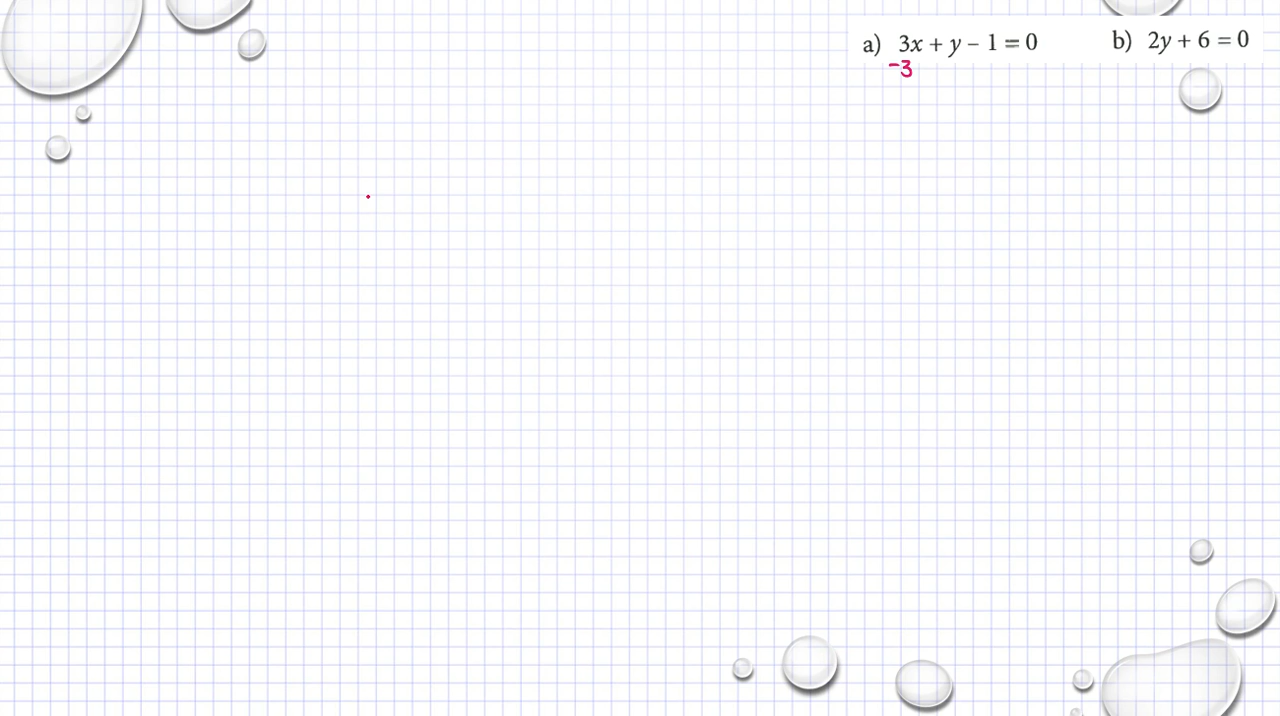 a) 3x + y – 1 = 0 b) 2y + 6 = 0
-3